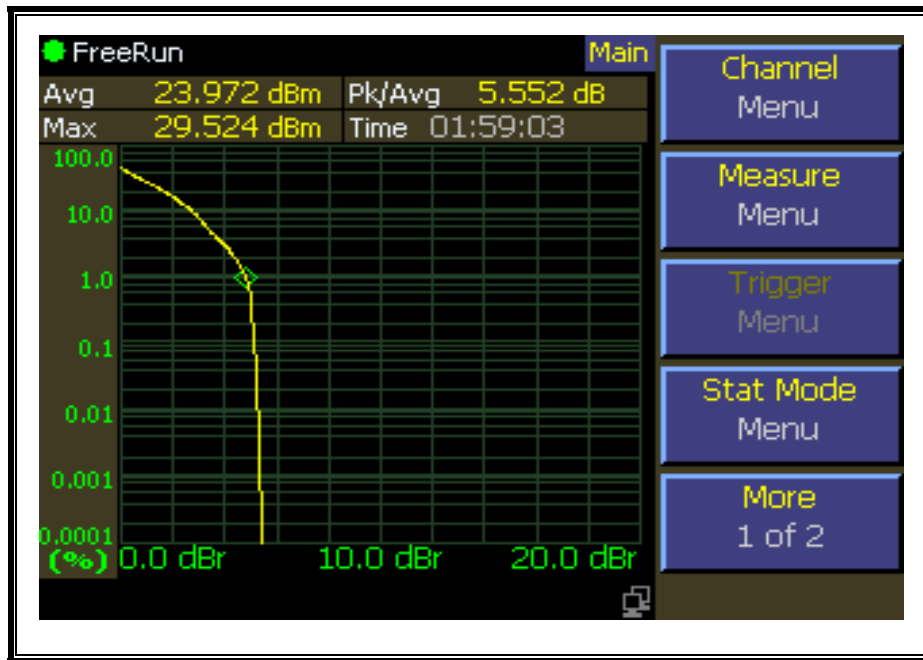 FreeRun Main
Avg 23.972 dBm Pk/Avg 5.552 dB
Max 29.524 dBm Time 01:59:03
100.0
10.0
1.0
0.1
0.01
0.001
0.0001
(%) 0.0 dBr 10.0 dBr 20.0 dBr
Channel
Menu
Measure
Menu
Trigger
Menu
Stat Mode
Menu
More
1 of 2